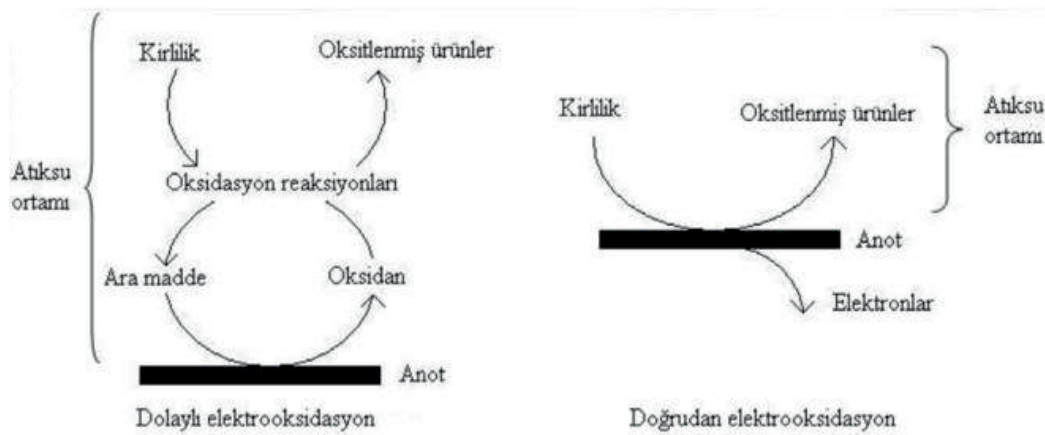 Kirlilik
Oksitlenmiş ürünler
Atıksu
ortamı
Oksidasyon reaksiyonları
Ara madde
Oksidan
Anot
Dolaylı elektrooksidasyon
Kirlilik
Oksitlenmiş ürünler
Atıksu
ortamı
Anot
Elektronlar
Doğrudan elektrooksidasyon